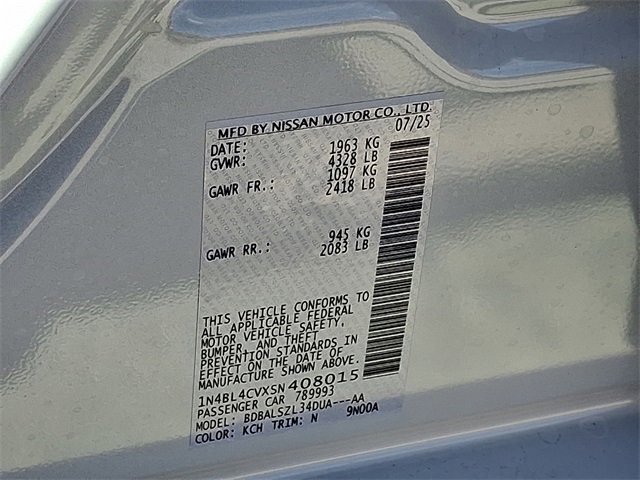 MFD BY NISSAN MOTOR CO., LTD.
DATE: 07/25
GVWR: 1963 KG
4328 LB
GAWR FR.: 1097 KG
2418 LB
GAWR RR.: 945 KG
2083 LB
THIS VEHICLE CONFORMS TO
ALL APPLICABLE FEDERAL
MOTOR VEHICLE SAFETY,
BUMPER, AND THEFT
PREVENTION STANDARDS IN
EFFECT ON THE DATE OF
MANUFACTURE SHOWN ABOVE.
1N4BL4CVXSN408015
PASSENGER CAR 789993
MODEL: BDBALSZL34DUA---AA
COLOR: KCH TRIM: N 9N00A